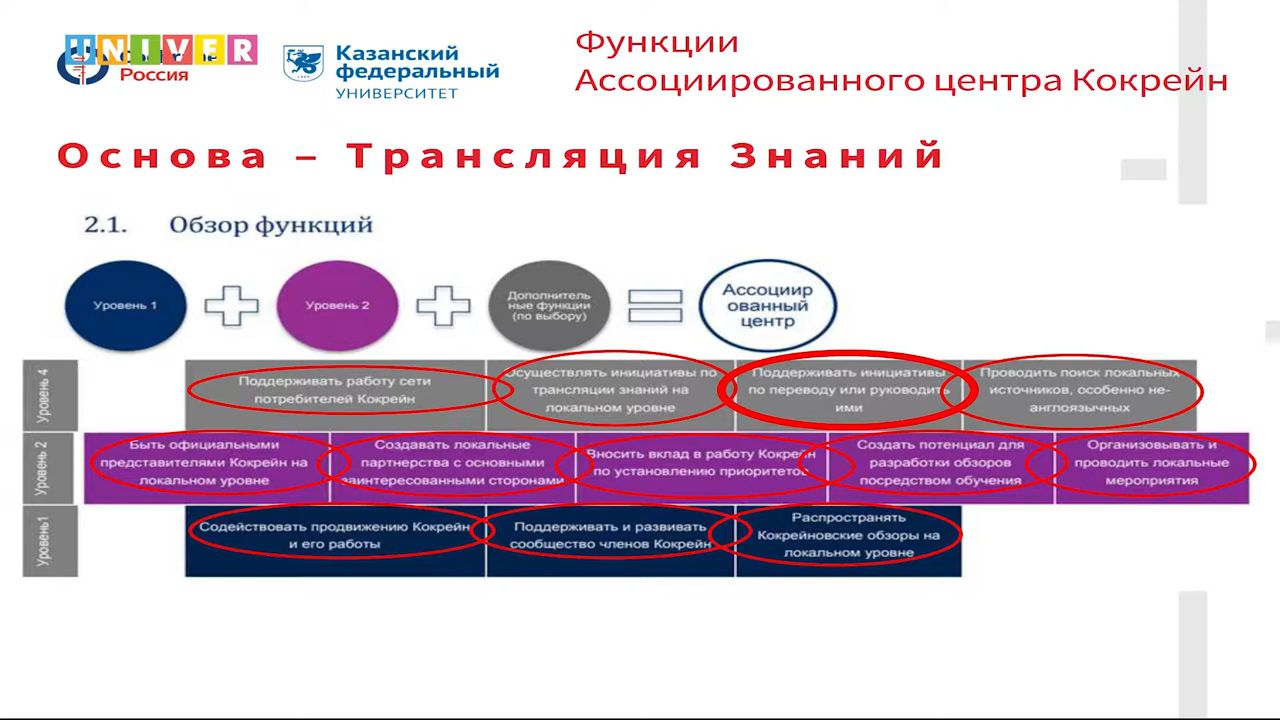 UNIVER
Россия
Казанский
федеральный
УНИВЕРСИТЕТ
Функции
Ассоциированного центра Кокрейн
Основа – Трансляция Знаний
2.1. Обзор функций
Уровень 1
Уровень 2
Дополнитель
ные функции
(по выбору)
Ассоциир
ованный
центр
Уровень 4
Поддерживать работу сети
потребителей Кокрейн
Осуществлять инициативы по
трансляции знаний на
локальном уровне
Поддерживать инициативы
по переводу или руководить
ими
Проводить поиск локальных
источников, особенно не-
англоязычных
Уровень 2
Быть официальными
представителями Кокрейн на
локальном уровне
Создавать локальные
партнерства с основными
заинтересованными сторонами
Вносить вклад в работу Кокрейн
по установлению приоритетов
Создать потенциал для
разработки обзоров
посредством обучения
Организовывать и
проводить локальные
мероприятия
Уровень1
Содействовать продвижению Кокрейн
и его работы
Поддерживать и развивать
сообщество членов Кокрейн
Распространять
Кокрейновские обзоры на
локальном уровне